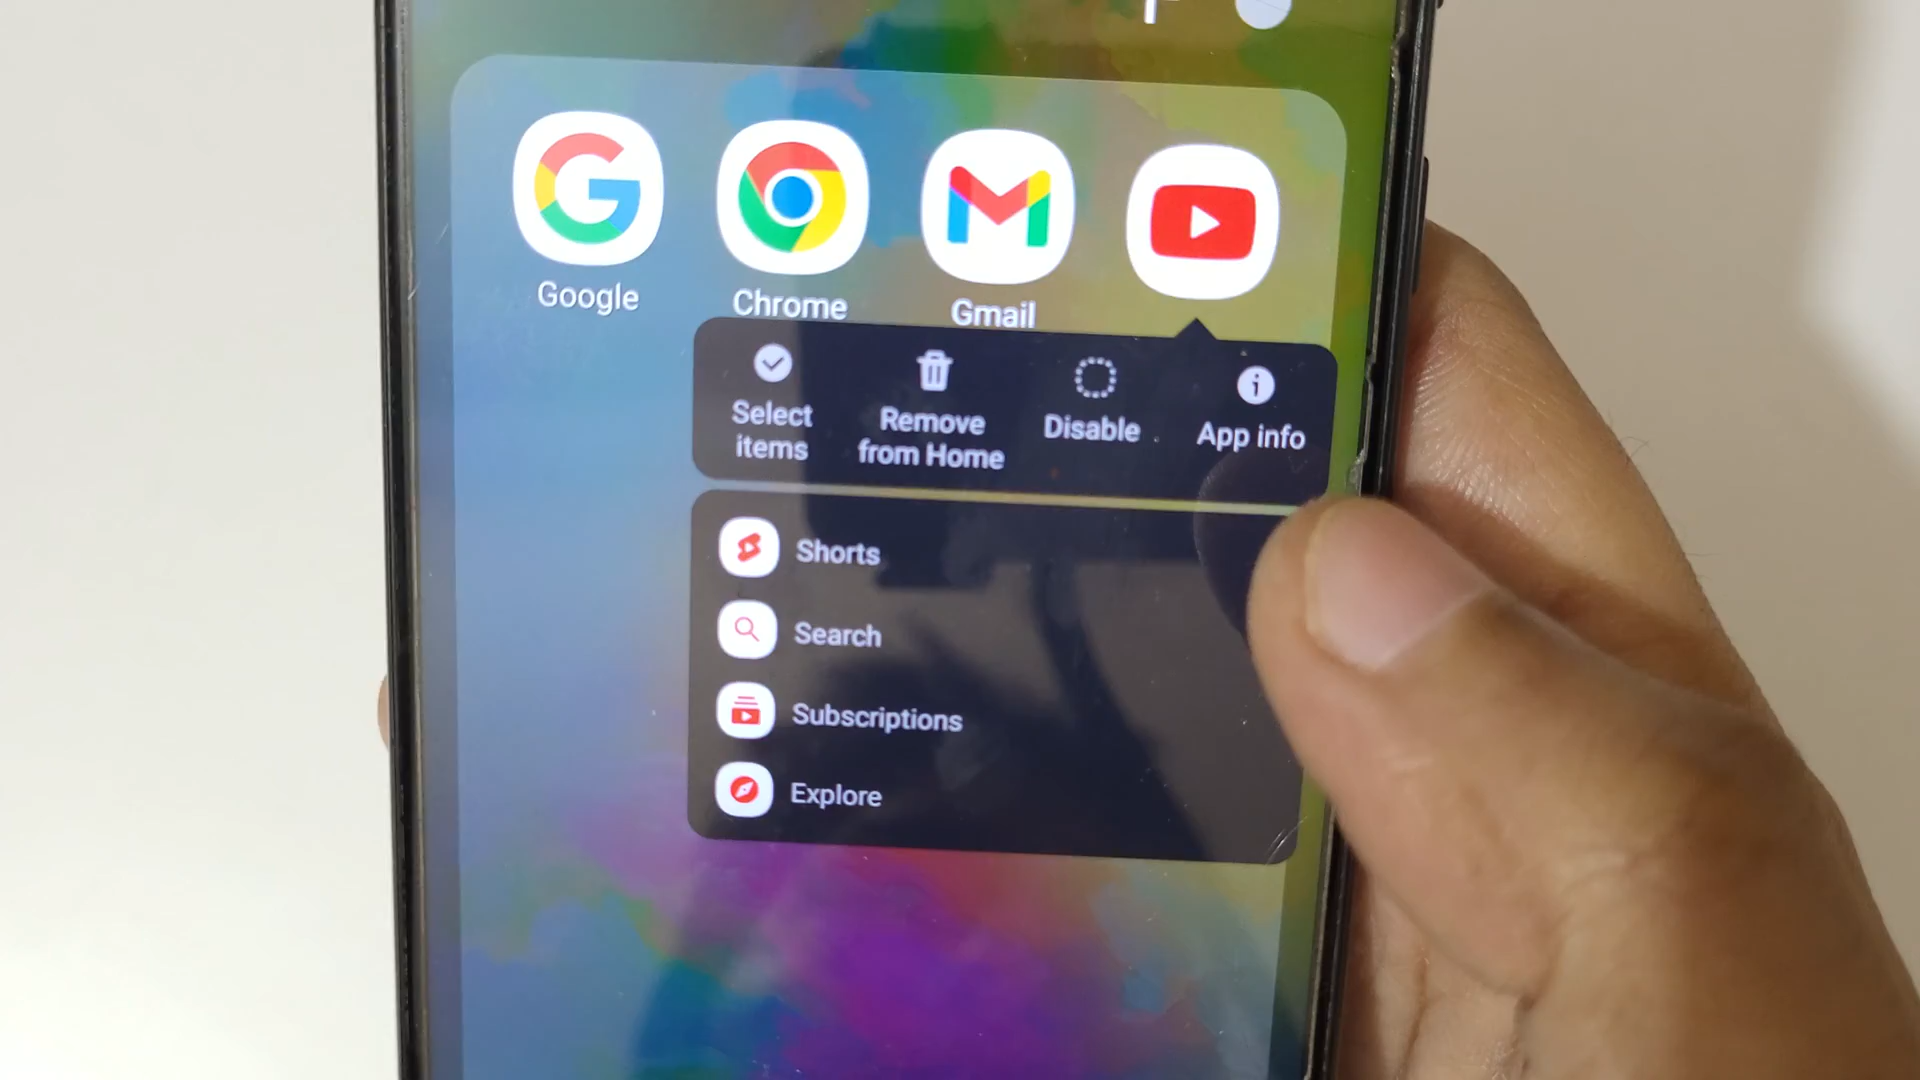 Google
Chrome
Gmail
Select
items
Remove
from Home
Disable
App info
Shorts
Search
Subscriptions
Explore